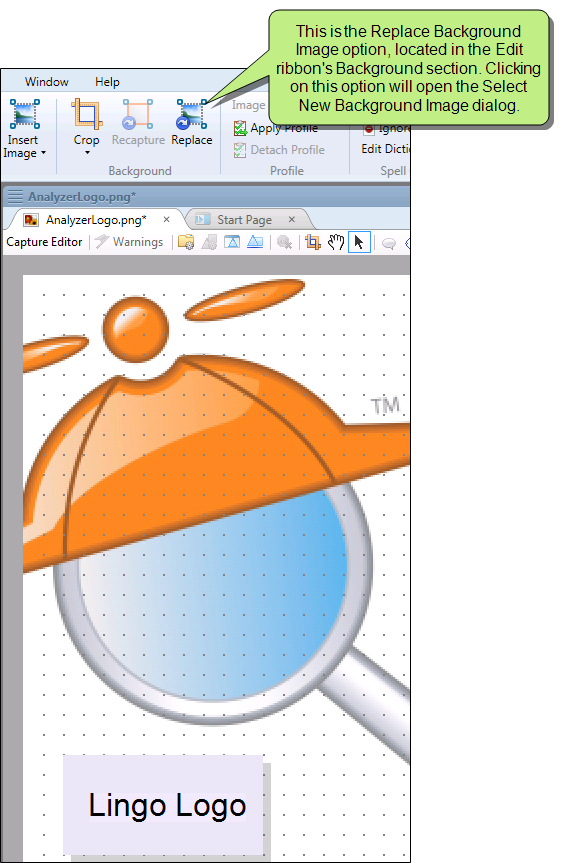 This is the Replace Background
Image option, located in the Edit
ribbon's Background section. Clicking
on this option will open the Select
New Background Image dialog.
Window Help
Insert
Image
Crop
Recapture
Replace
Background
Image
Apply Profile
Detach Profile
Profile
Ignore
Edit Dicti
Spell
AnalyzerLogo.png*
AnalyzerLogo.png* × Start Page ×
Capture Editor Warnings
TM
Lingo Logo